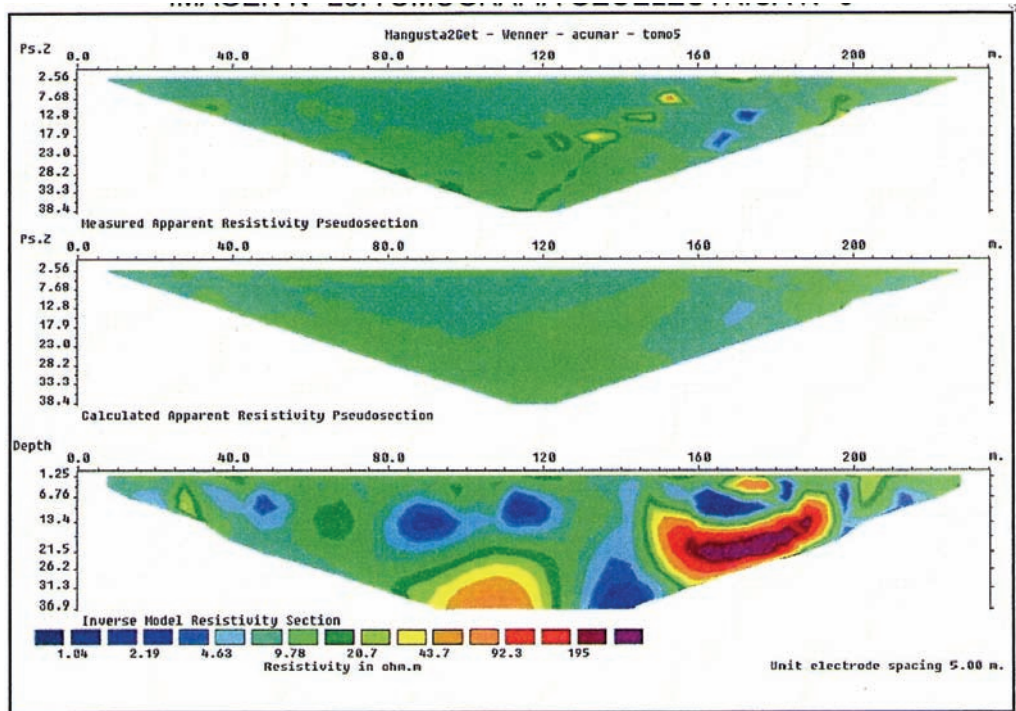 Mangusta2Get - Wenner - acumar - tomo5
Ps.Z 0.0 40.0 80.0 120 160 200 m.
2.56
7.68
12.8
17.9
23.0
28.2
33.3
38.4
Measured Apparent Resistivity Pseudosection
Ps.Z 0.0 40.0 80.0 120 160 200 m.
2.56
7.68
12.8
17.9
23.0
28.2
33.3
38.4
Calculated Apparent Resistivity Pseudosection
Depth 0.0 40.0 80.0 120 160 200 m.
1.25
6.76
13.4
21.5
26.2
31.3
36.9
Inverse Model Resistivity Section
1.04 2.19 4.63 9.78 20.7 43.7 92.3 195
Resistivity in ohm.m
Unit electrode spacing 5.00 m.